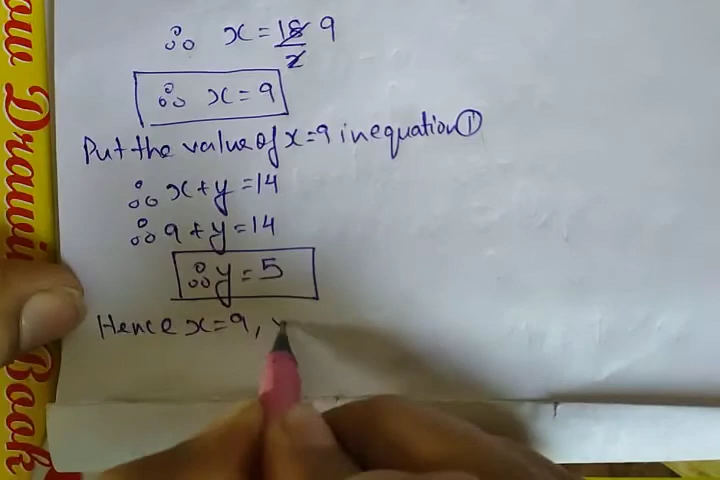 ∴ x = 18/2 9
∴ x = 9
Put the value of x=9 in equation ①
∴ x + y = 14
∴ 9 + y = 14
∴ y = 5
Hence x = 9,
Drawing Book